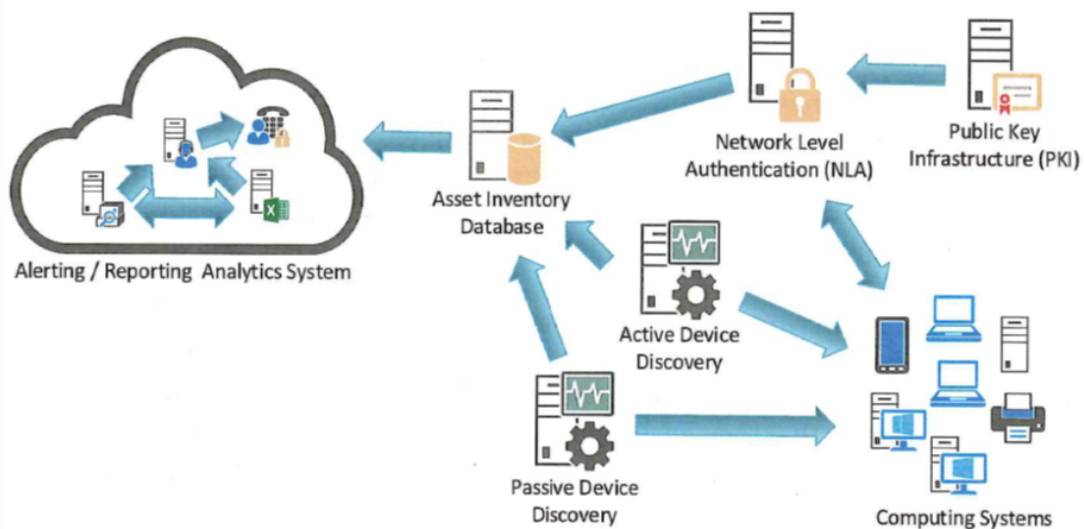 Network Level
Authentication (NLA)
Public Key
Infrastructure (PKI)
Asset Inventory
Database
Alerting / Reporting Analytics System
Active Device
Discovery
Passive Device
Discovery
Computing Systems